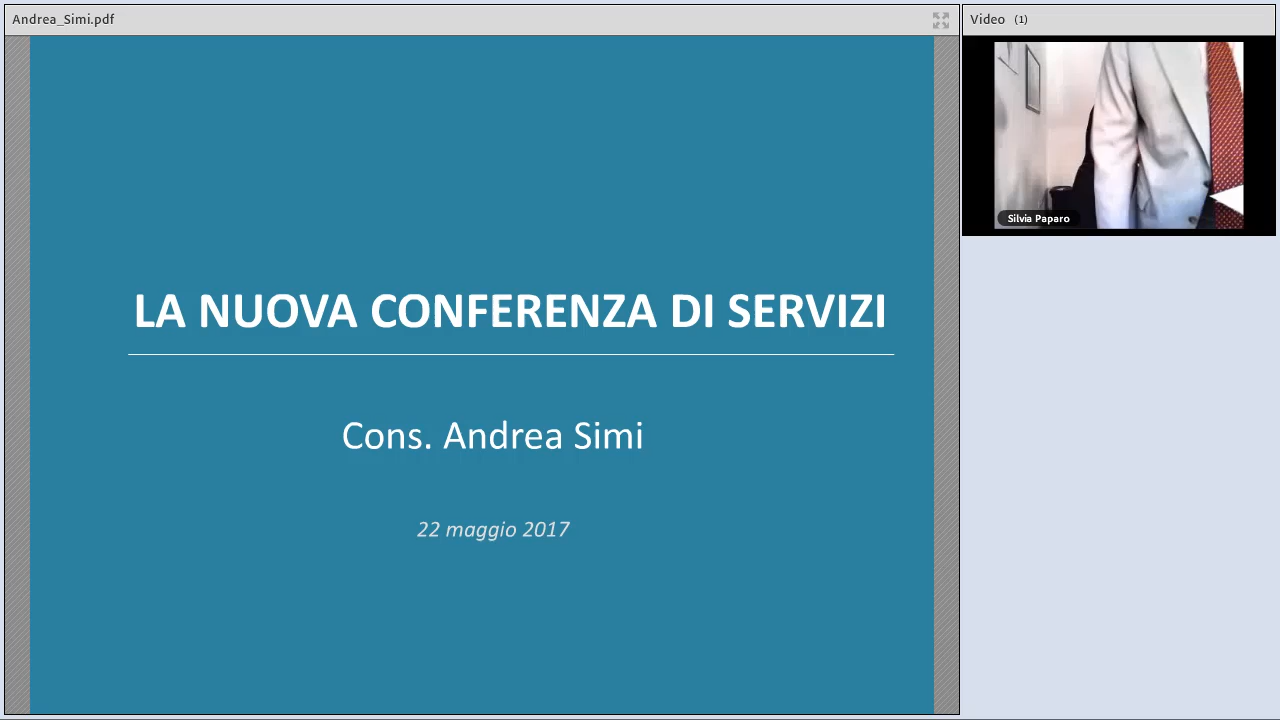 Andrea_Simi.pdf
Video (1)
Silvia Paparo
LA NUOVA CONFERENZA DI SERVIZI
Cons. Andrea Simi
22 maggio 2017